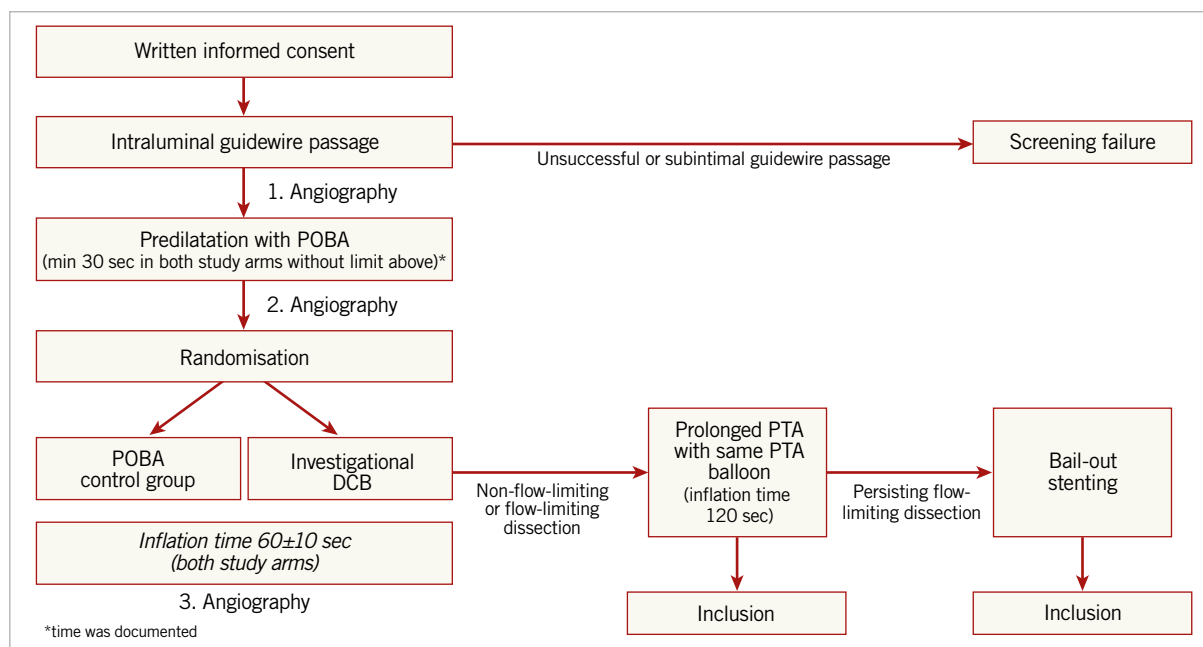 Written informed consent
Intraluminal guidewire passage
Unsuccessful or subintimal guidewire passage
Screening failure
1. Angiography
Predilatation with POBA
(min 30 sec in both study arms without limit above)*
2. Angiography
Randomisation
POBA
control group
Investigational
DCB
Non-flow-limiting
or flow-limiting
dissection
Prolonged PTA
with same PTA
balloon
(inflation time
120 sec)
Persisting flow-
limiting dissection
Bail-out
stenting
Inflation time 60±10 sec
(both study arms)
3. Angiography
Inclusion
Inclusion
*time was documented